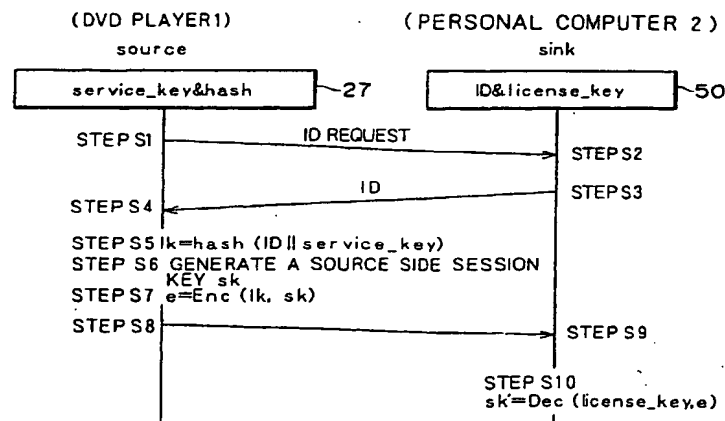 (DVD PLAYER1)
(PERSONAL COMPUTER 2)
source
sink
service_key&hash
27
ID&license_key
50
STEP S1
ID REQUEST
STEP S2
ID
STEP S3
STEP S4
STEP S5 lk=hash (ID||service_key)
STEP S6 GENERATE A SOURCE SIDE SESSION
KEY sk
STEP S7 e=Enc (lk, sk)
STEP S8
STEP S9
STEP S10
sk'=Dec (license_key,e)